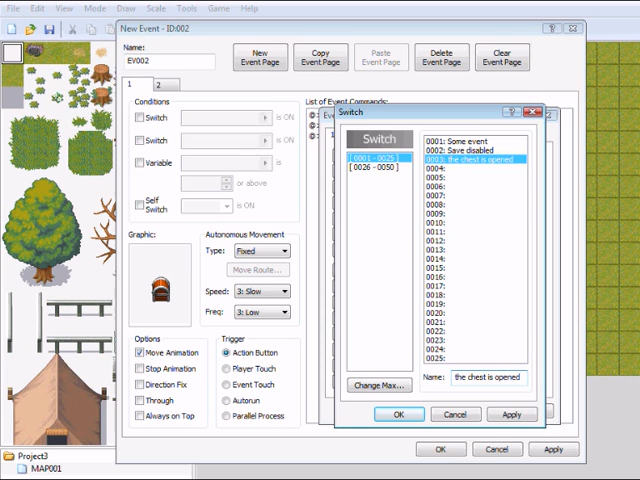 File Edit Mode Draw Scale Tools Game Help
New Event - ID:002
Name:
EV002
New Event Page
Copy Event Page
Paste Event Page
Delete Event Page
Clear Event Page
1 2
Conditions
Switch is ON
Switch is ON
Variable is
or above
Self Switch is ON
Graphic:
Autonomous Movement
Type: Fixed
Move Route...
Speed: 3: Slow
Freq: 3: Low
Options
Move Animation
Stop Animation
Direction Fix
Through
Always on Top
Trigger
Action Button
Player Touch
Event Touch
Autorun
Parallel Process
List of Event Commands:
Switch
Switch
[ 0001 - 0025 ]
[ 0026 - 0050 ]
Change Max...
0001: Some event
0002: Save disabled
0003: the chest is opened
0004:
0005:
0006:
0007:
0008:
0009:
0010:
0011:
0012:
0013:
0014:
0015:
0016:
0017:
0018:
0019:
0020:
0021:
0022:
0023:
0024:
0025:
Name: the chest is opened
OK Cancel Apply
OK Cancel Apply
Project3
MAP001